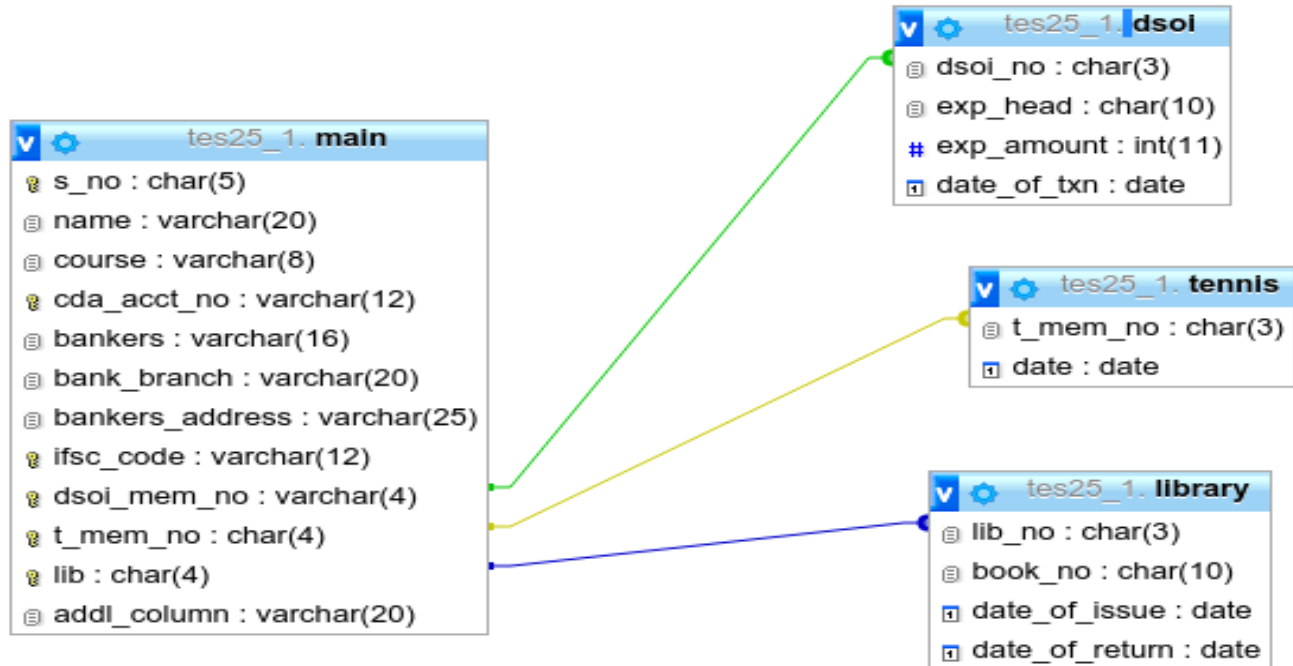 tes25_1. main
s_no : char(5)
name : varchar(20)
course : varchar(8)
cda_acct_no : varchar(12)
bankers : varchar(16)
bank_branch : varchar(20)
bankers_address : varchar(25)
ifsc_code : varchar(12)
dsoi_mem_no : varchar(4)
t_mem_no : char(4)
lib : char(4)
addl_column : varchar(20)
tes25_1. dsoi
dsoi_no : char(3)
exp_head : char(10)
# exp_amount : int(11)
date_of_txn : date
tes25_1. tennis
t_mem_no : char(3)
date : date
tes25_1. library
lib_no : char(3)
book_no : char(10)
date_of_issue : date
date_of_return : date